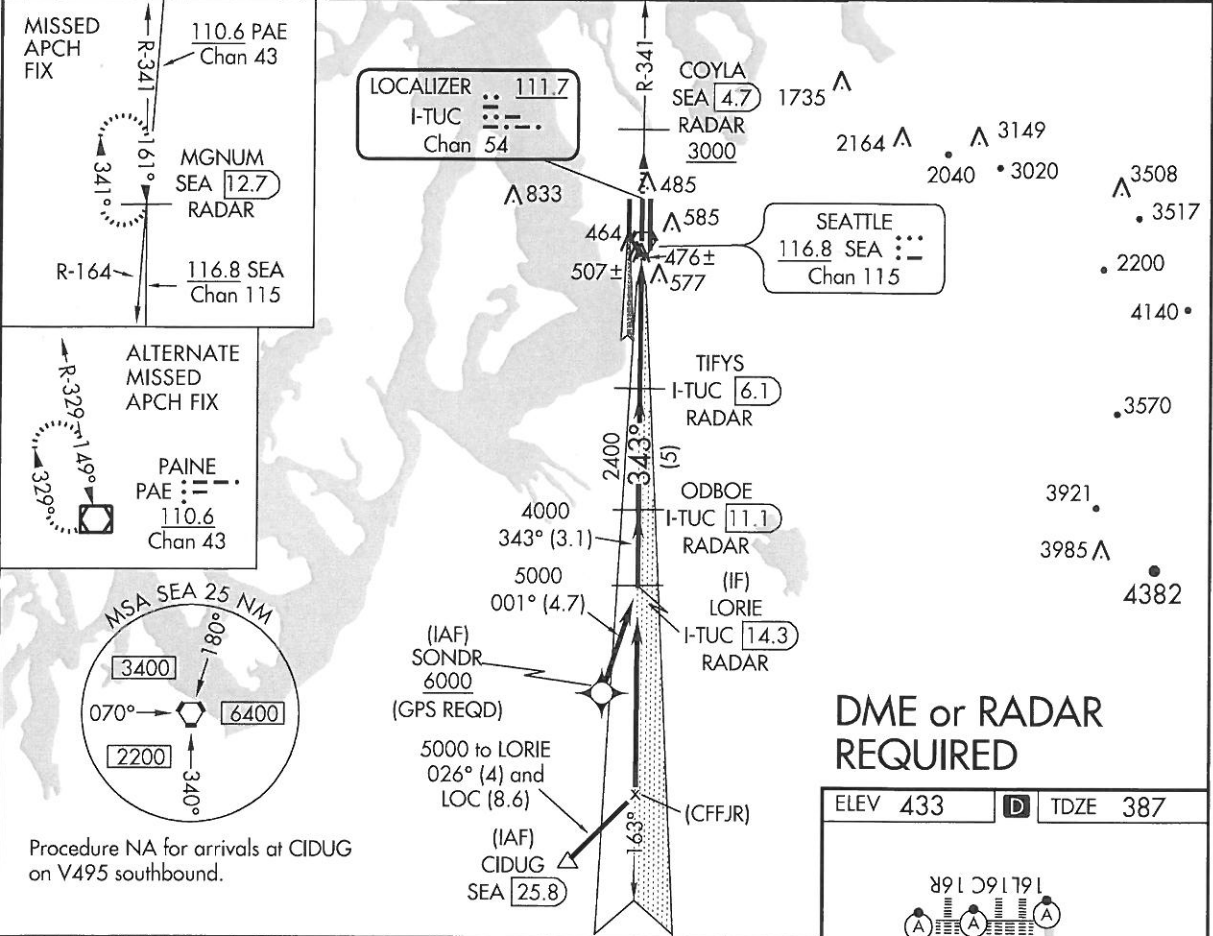 MISSED
APCH
FIX
110.6 PAE
Chan 43
R-341
161°
341°
MGNUM
SEA 12.7
RADAR
R-164
116.8 SEA
Chan 115
ALTERNATE
MISSED
APCH FIX
R-329
149°
329°
PAINE
PAE
110.6
Chan 43
MSA SEA 25 NM
180°
3400
070°
6400
2200
340°
Procedure NA for arrivals at CIDUG
on V495 southbound.
LOCALIZER 111.7
I-TUC
Chan 54
R-341
COYLA
SEA 4.7
RADAR
3000
1735
2164
3149
2040
3020
3508
3517
833
485
585
464
476±
507±
577
SEATTLE
116.8 SEA
Chan 115
2200
4140
TIFYS
I-TUC 6.1
RADAR
3570
2400
343°
(5)
ODBOE
I-TUC 11.1
RADAR
3921
4000
343° (3.1)
3985
4382
5000
001° (4.7)
(IF)
LORIE
I-TUC 14.3
RADAR
(IAF)
SONDR
6000
(GPS REQD)
5000 to LORIE
026° (4) and
LOC (8.6)
(CFFJR)
163°
(IAF)
CIDUG
SEA 25.8
DME or RADAR
REQUIRED
ELEV 433 D TDZE 387
16R 16C 16L
A A A